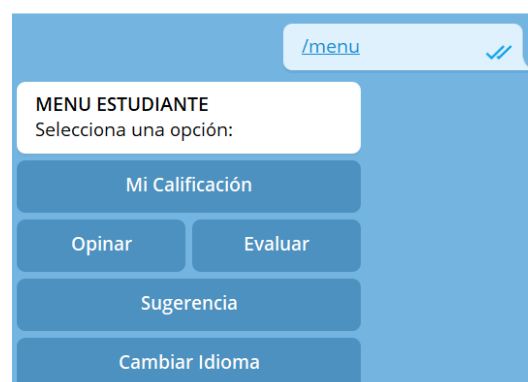 /menu
MENU ESTUDIANTE
Selecciona una opción:
Mi Calificación
Opinar
Evaluar
Sugerencia
Cambiar Idioma